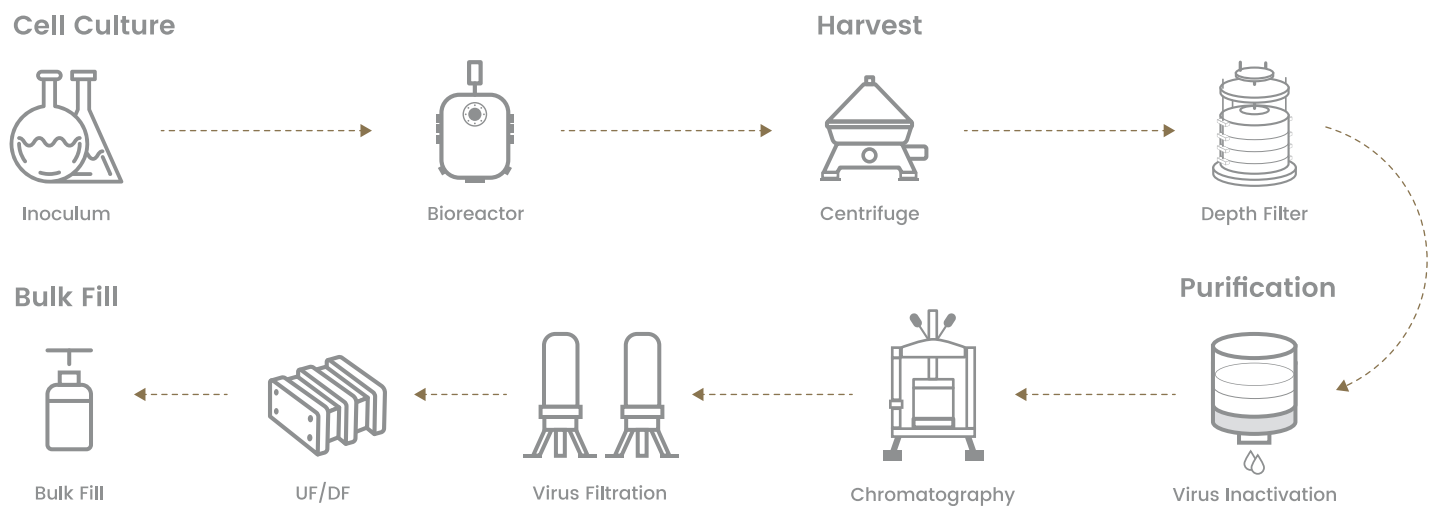 Cell Culture
Harvest
Inoculum
Bioreactor
Centrifuge
Depth Filter
Purification
Bulk Fill
Virus Inactivation
Chromatography
Virus Filtration
UF/DF
Bulk Fill